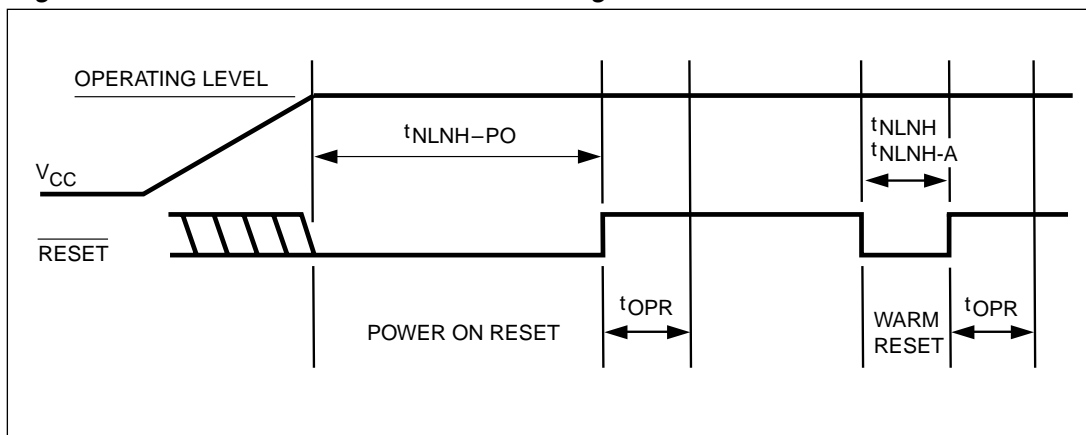 OPERATING LEVEL
tNLNH–PO
tNLNH
tNLNH-A
VCC
RESET
tOPR
POWER ON RESET
WARM
RESET
tOPR